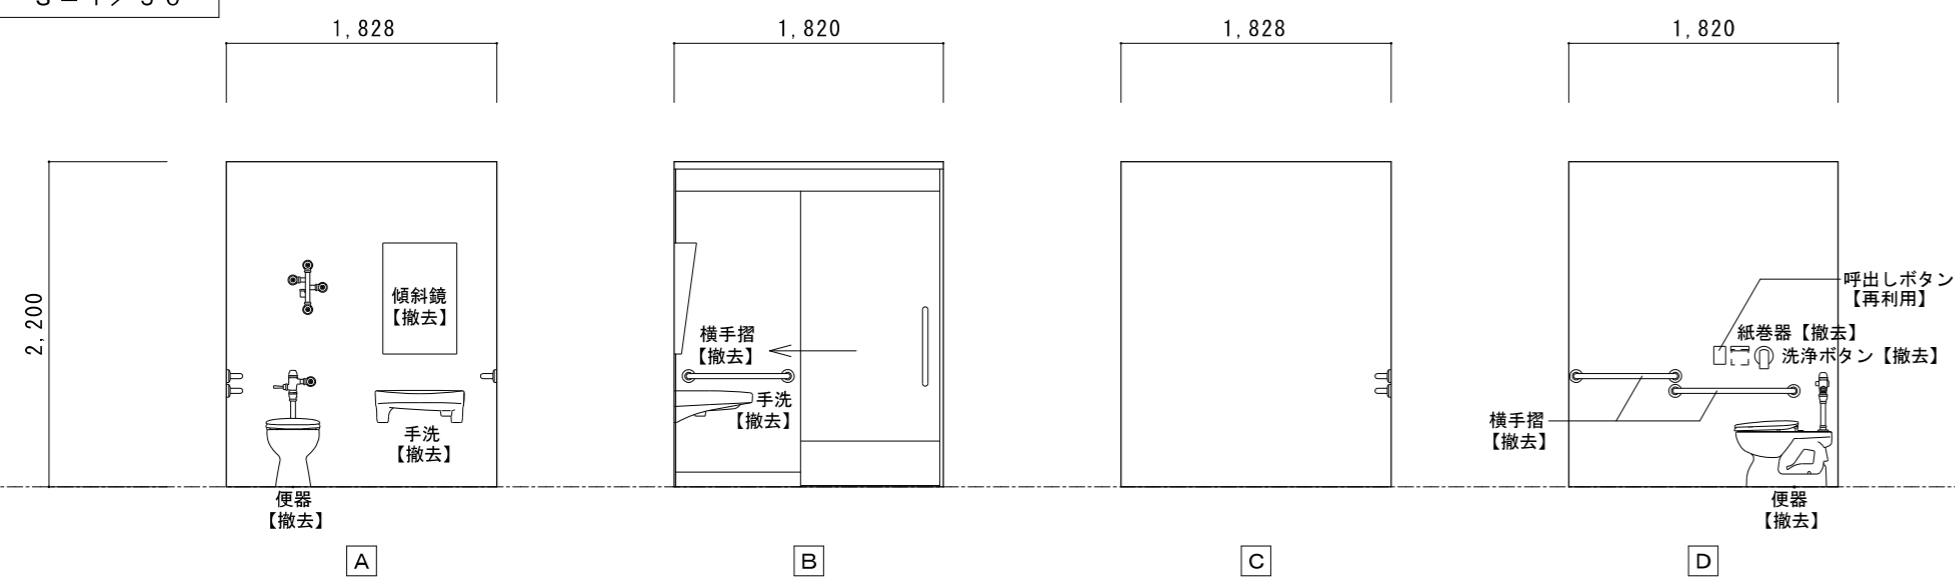 1,828
1,820
1,828
1,820
2,200
傾斜鏡
【撤去】
手洗
【撤去】
便器
【撤去】
横手摺
【撤去】
手洗
【撤去】
呼出しボタン
【再利用】
紙巻器【撤去】
洗浄ボタン【撤去】
横手摺
【撤去】
便器
【撤去】
A
B
C
D